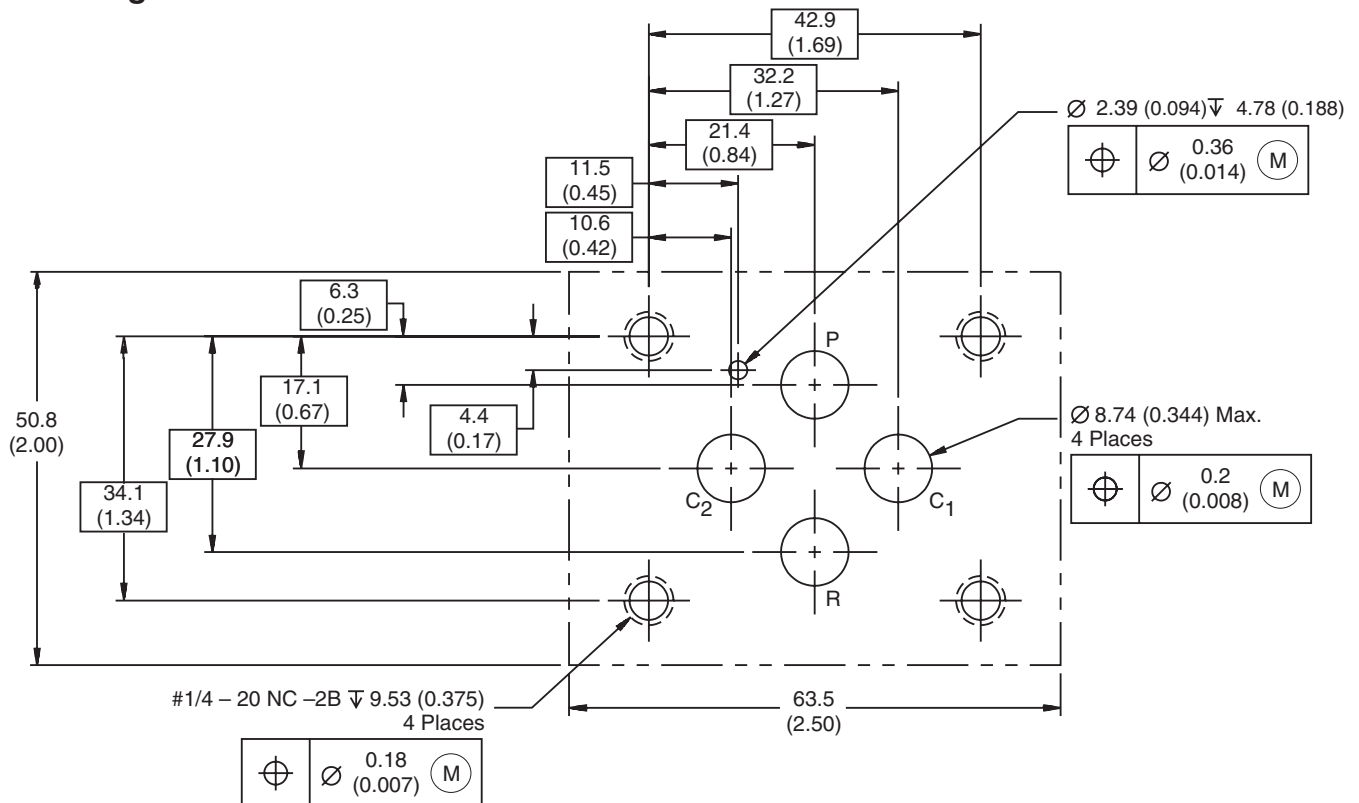 g
42.9
(1.69)
32.2
(1.27)
⌀ 2.39 (0.094)↧ 4.78 (0.188)
⌖ ⌀ 0.36
(0.014) Ⓜ
21.4
(0.84)
11.5
(0.45)
10.6
(0.42)
6.3
(0.25)
P
17.1
(0.67)
4.4
(0.17)
50.8
(2.00)
27.9
(1.10)
34.1
(1.34)
⌀ 8.74 (0.344) Max.
4 Places
⌖ ⌀ 0.2
(0.008) Ⓜ
C2
C1
R
#1/4 – 20 NC –2B ↧ 9.53 (0.375)
4 Places
⌖ ⌀ 0.18
(0.007) Ⓜ
63.5
(2.50)